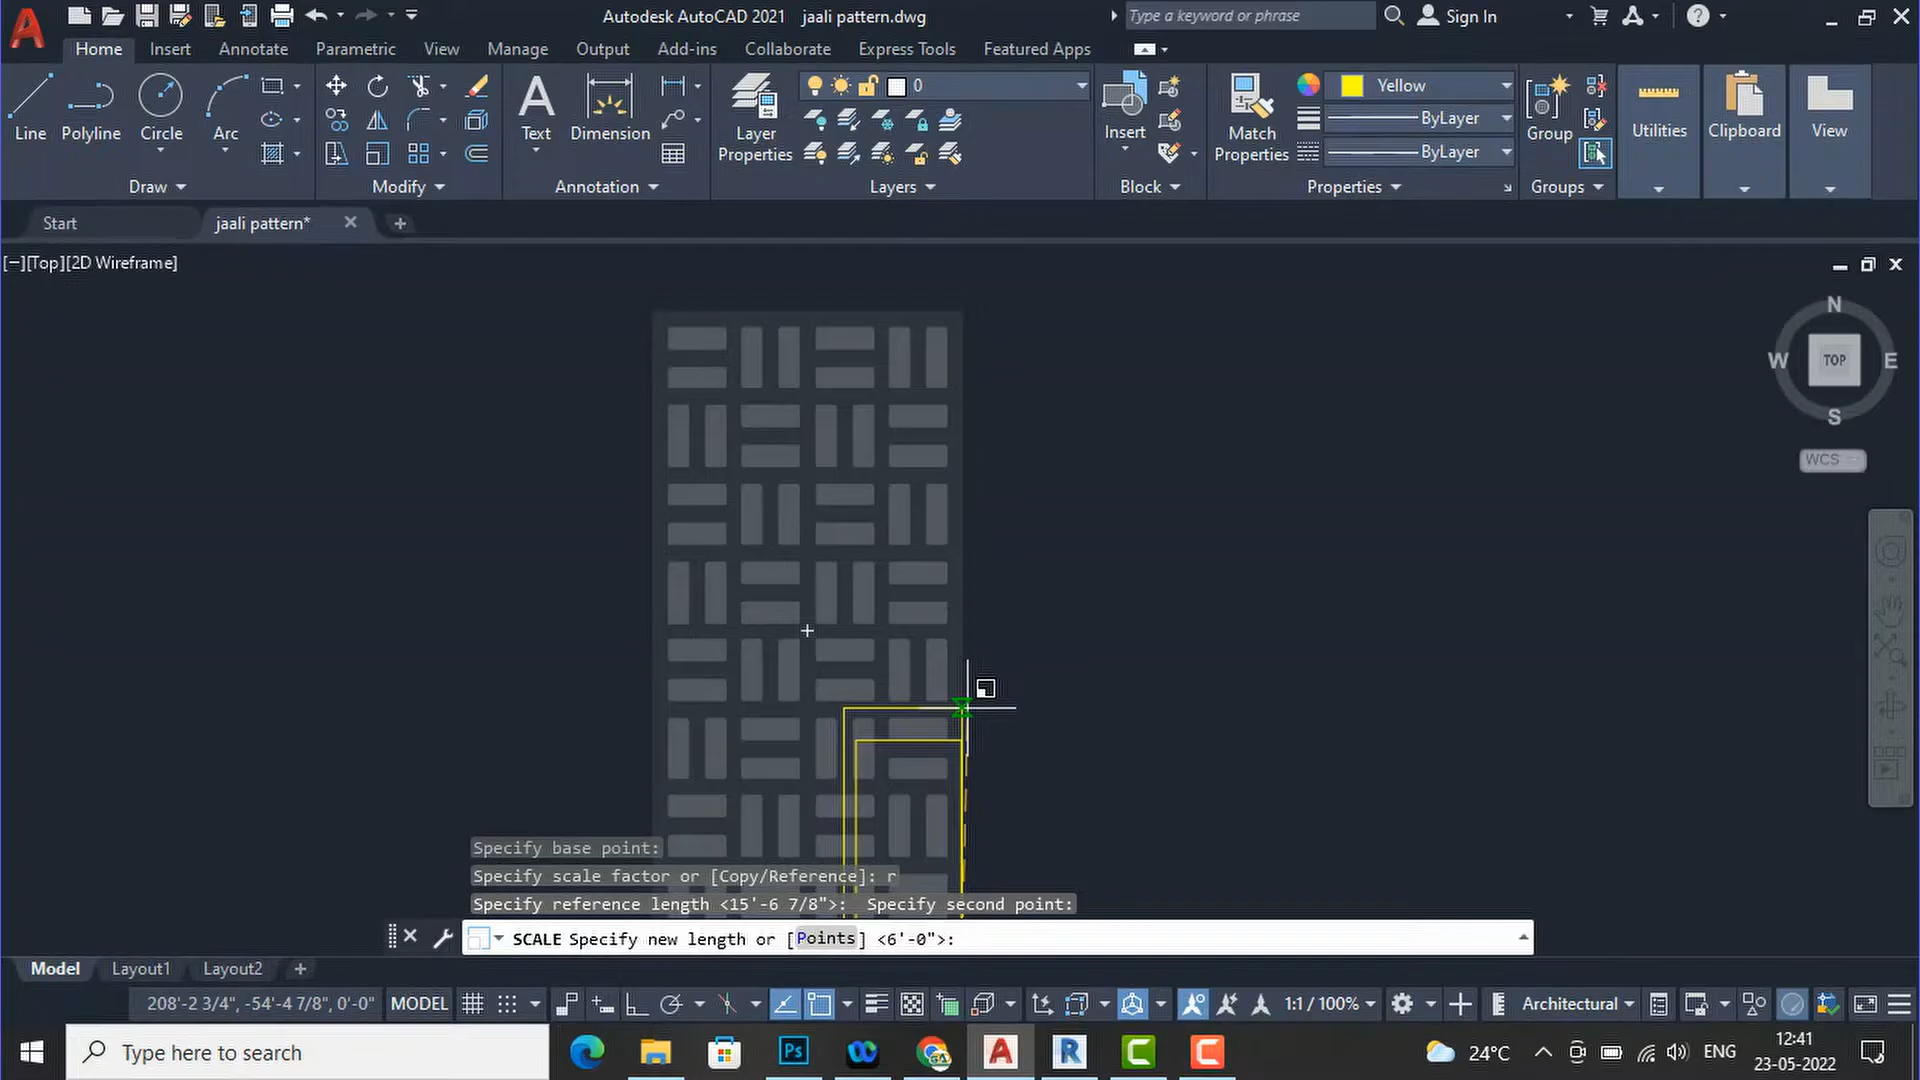 Autodesk AutoCAD 2021 jaali pattern.dwg
Type a keyword or phrase
Sign In
Home Insert Annotate Parametric View Manage Output Add-ins Collaborate Express Tools Featured Apps
Line Polyline Circle Arc
Draw
Modify
Text Dimension
Annotation
Layer Properties
0
Layers
Insert
Block
Match Properties
Yellow
ByLayer
ByLayer
Properties
Group
Groups
Utilities
Clipboard
View
Start
jaali pattern*
[−][Top][2D Wireframe]
N
W TOP E
S
WCS
Specify base point:
Specify scale factor or [Copy/Reference]: r
Specify reference length <15'-6 7/8">: Specify second point:
SCALE Specify new length or [Points] <6'-0">:
Model Layout1 Layout2
208'-2 3/4", -54'-4 7/8", 0'-0" MODEL
1:1 / 100%
Architectural
Type here to search
Ps
R
C
C
24°C
ENG
12:41
23-05-2022